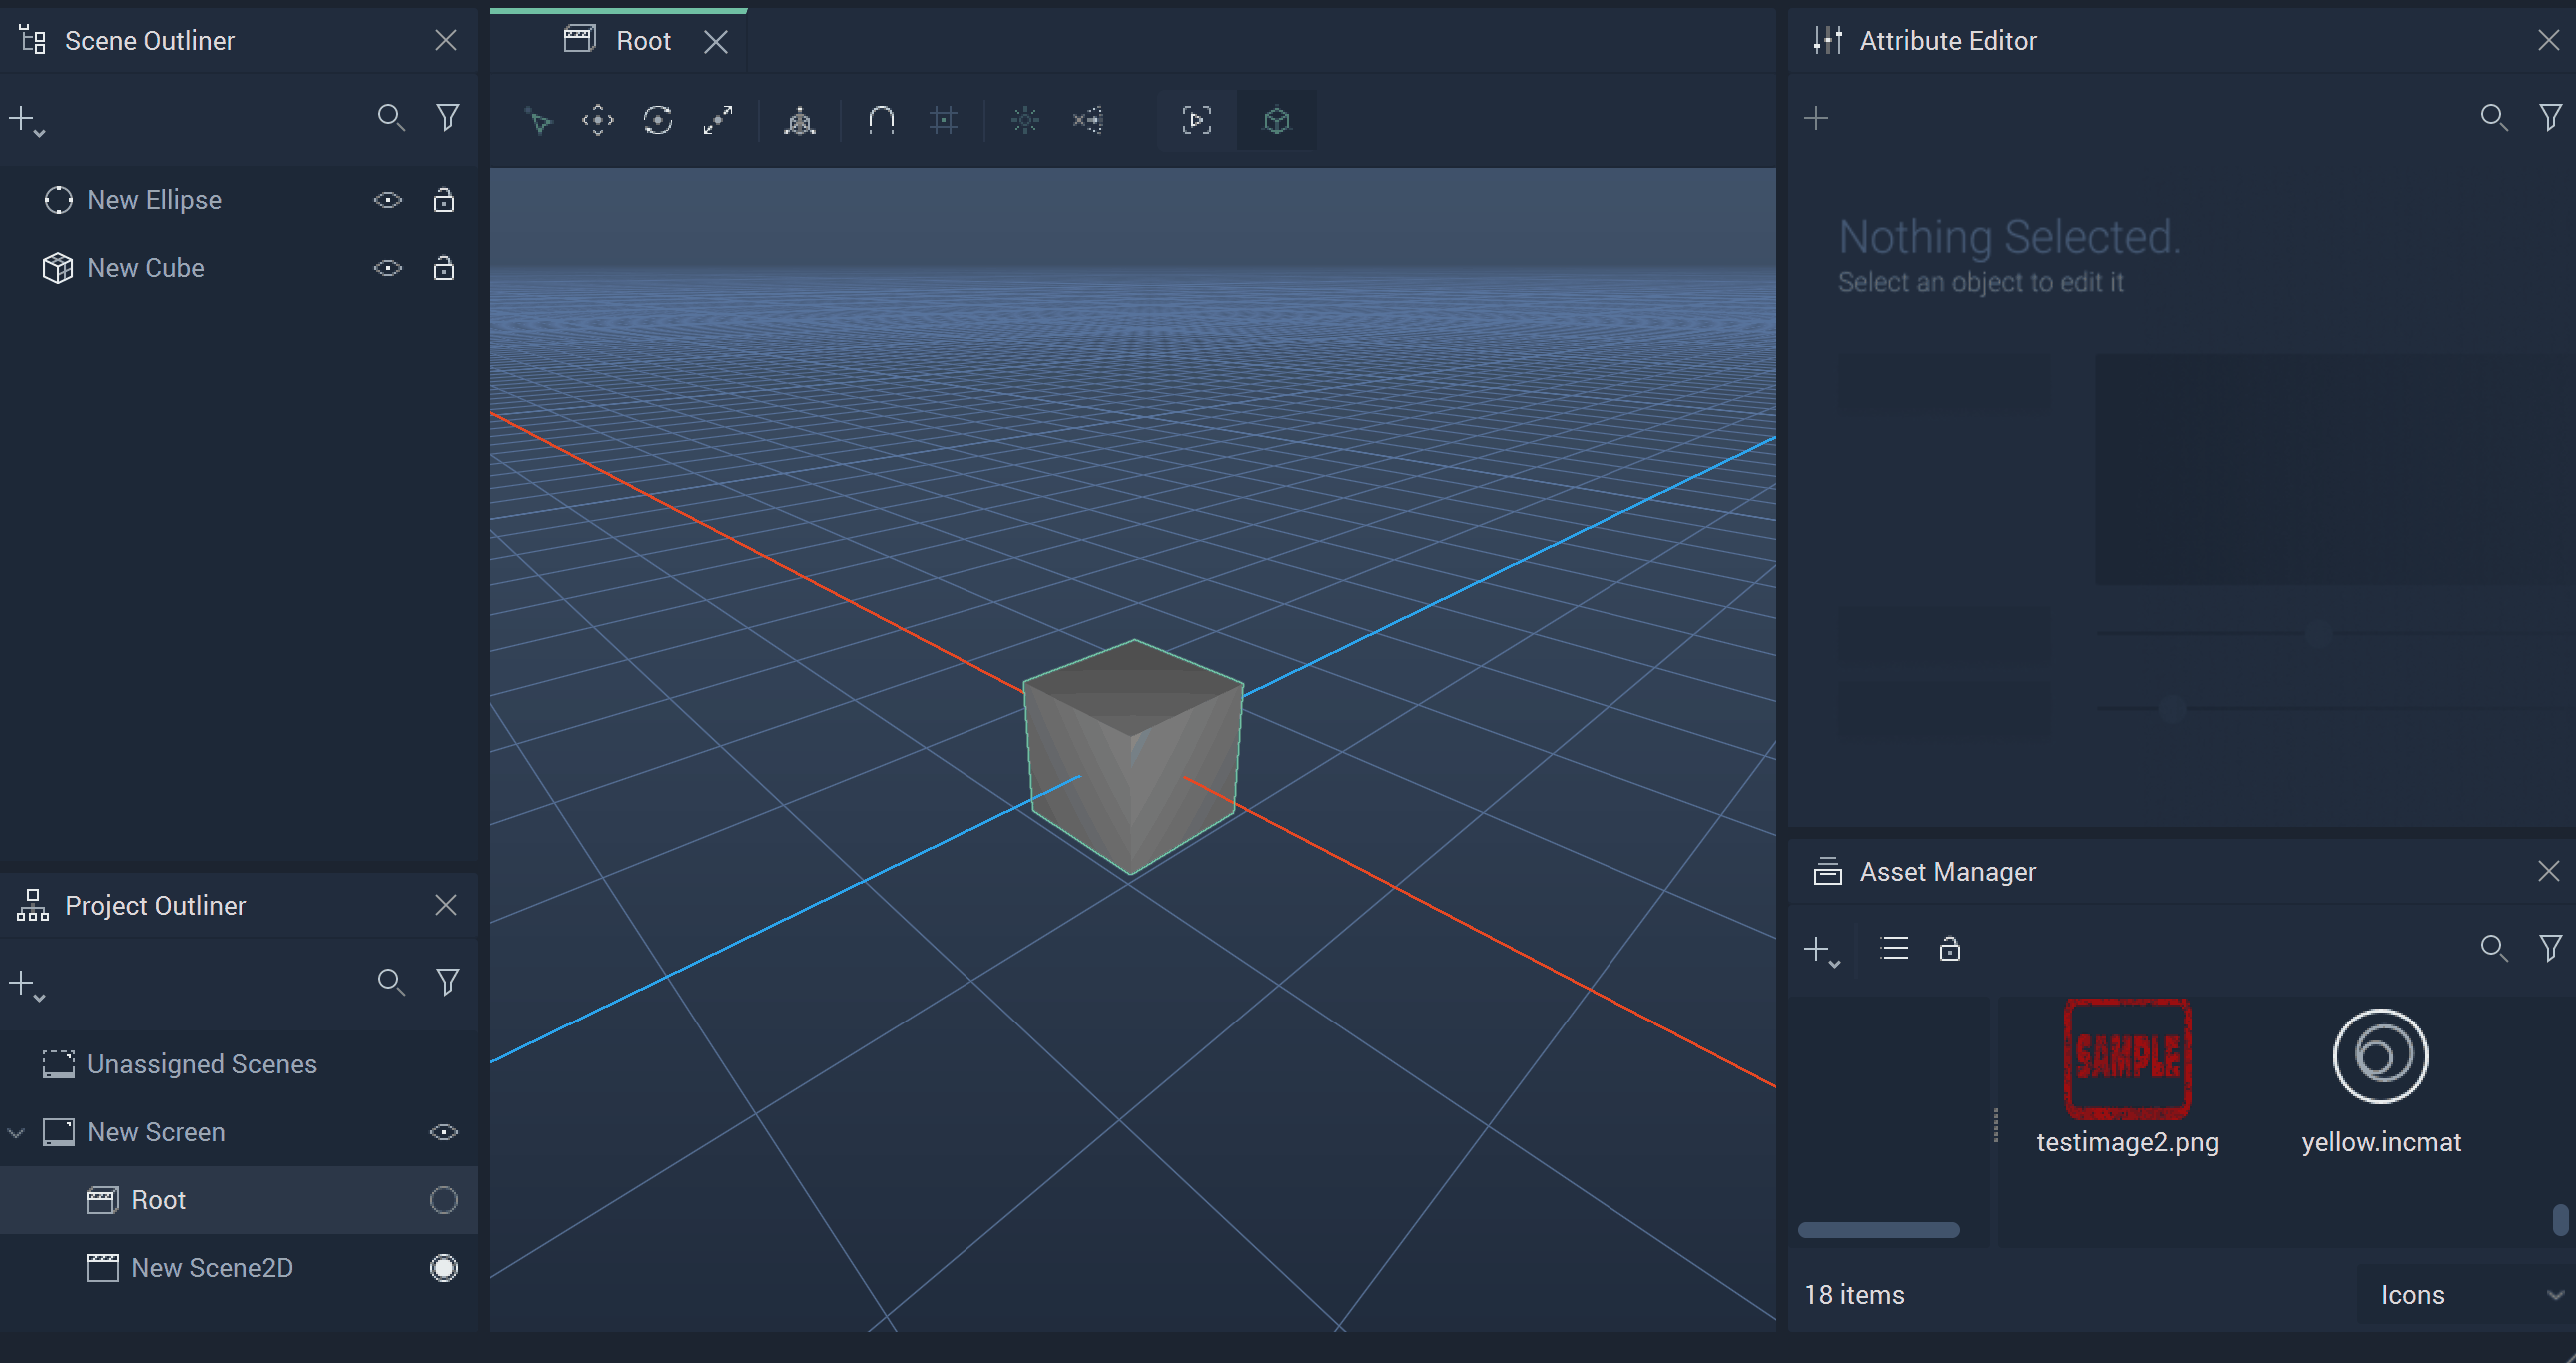 Scene Outliner
New Ellipse
New Cube
Project Outliner
Unassigned Scenes
New Screen
Root
New Scene2D
Root
Attribute Editor
Nothing Selected.
Select an object to edit it
Asset Manager
SAMPLE
testimage2.png
yellow.incmat
18 items
Icons